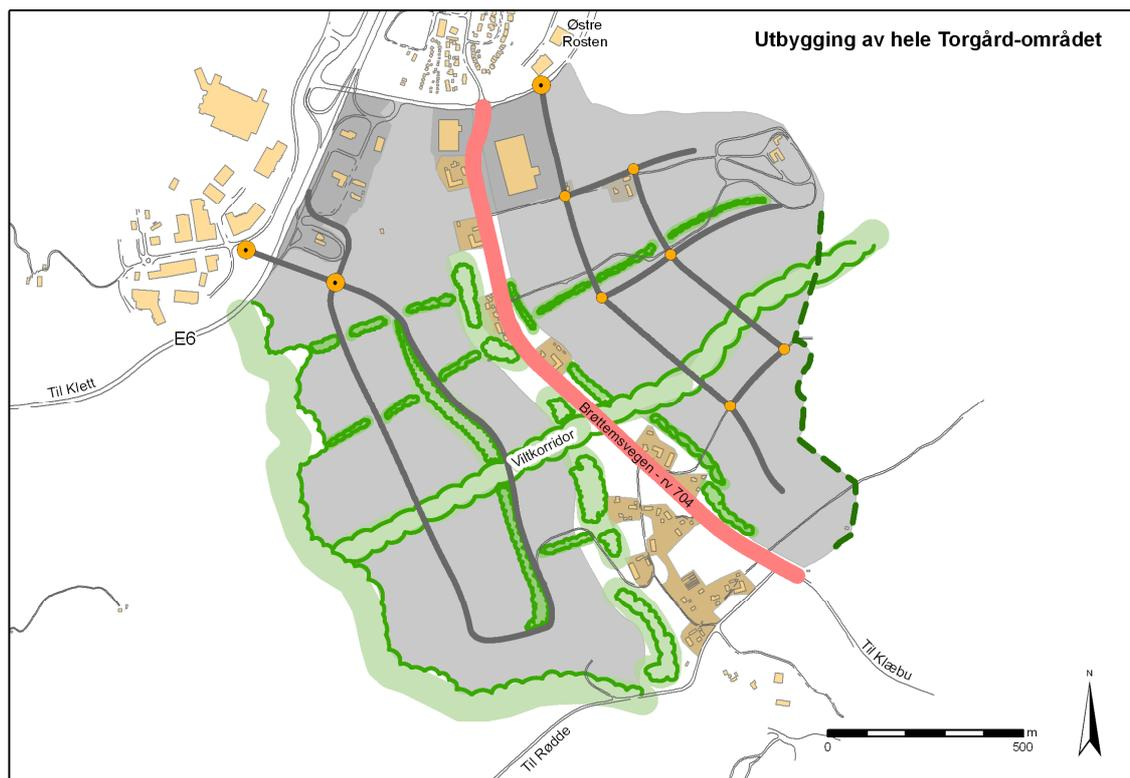 Østre
Rosten
Utbygging av hele Torgård-området
E6
Til Klett
Viltkorridor
Brøttemsvegen - rv 704
Til Klæbu
Til Rødde
N
m
0
500